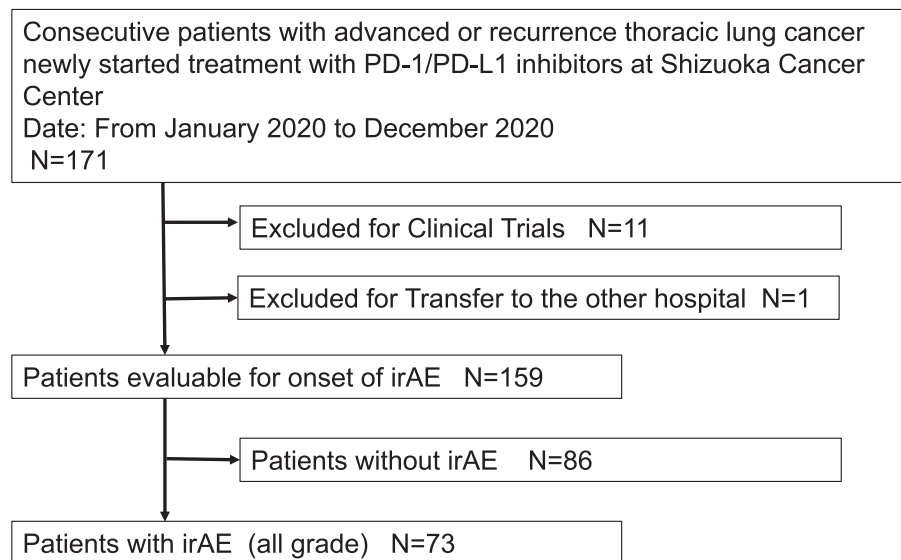 Consecutive patients with advanced or recurrence thoracic lung cancer
newly started treatment with PD-1/PD-L1 inhibitors at Shizuoka Cancer
Center
Date: From January 2020 to December 2020
N=171
Excluded for Clinical Trials N=11
Excluded for Transfer to the other hospital N=1
Patients evaluable for onset of irAE N=159
Patients without irAE N=86
Patients with irAE (all grade) N=73